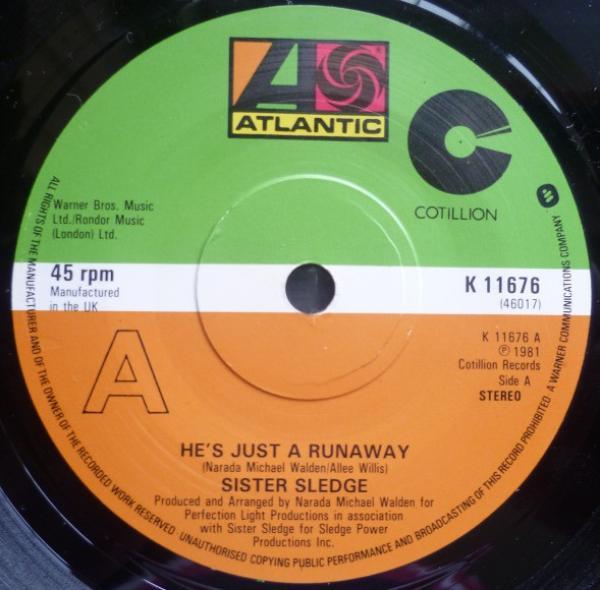 ATLANTIC
COTILLION
Warner Bros. Music
Ltd./Rondor Music
(London) Ltd.
45 rpm
Manufactured
in the UK
K 11676
(46017)
A
K 11676 A
Ⓟ 1981
Cotillion Records
Side A
STEREO
HE'S JUST A RUNAWAY
(Narada Michael Walden/Allee Willis)
SISTER SLEDGE
Produced and Arranged by Narada Michael Walden for
Perfection Light Productions in association
with Sister Sledge for Sledge Power
Productions Inc.
ALL RIGHTS OF THE MANUFACTURER AND OF THE OWNER OF THE RECORDED WORK RESERVED · UNAUTHORISED COPYING PUBLIC PERFORMANCE AND BROADCASTING OF THIS RECORD PROHIBITED A WARNER COMMUNICATIONS COMPANY